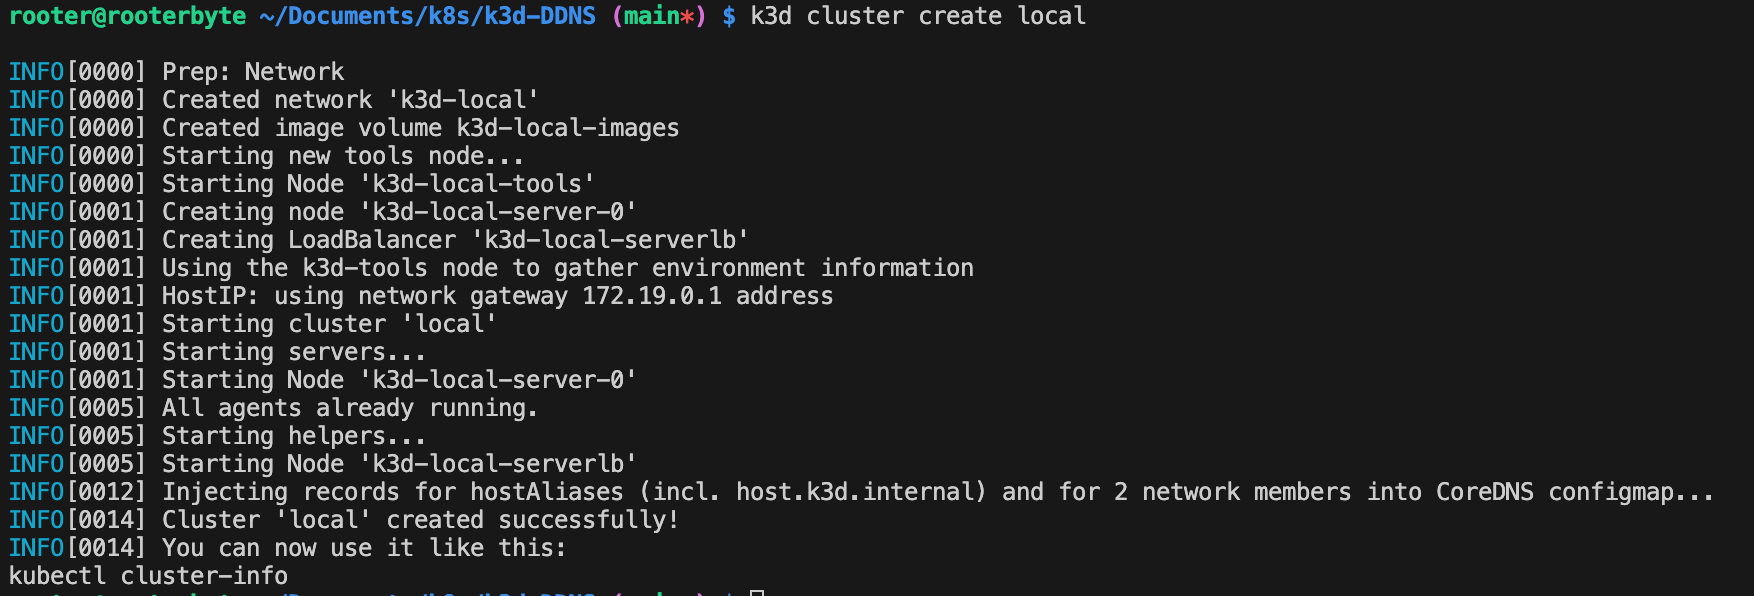 rooter@rooterbyte ~/Documents/k8s/k3d-DDNS (main*) $ k3d cluster create local
INFO[0000] Prep: Network
INFO[0000] Created network 'k3d-local'
INFO[0000] Created image volume k3d-local-images
INFO[0000] Starting new tools node...
INFO[0000] Starting Node 'k3d-local-tools'
INFO[0001] Creating node 'k3d-local-server-0'
INFO[0001] Creating LoadBalancer 'k3d-local-serverlb'
INFO[0001] Using the k3d-tools node to gather environment information
INFO[0001] HostIP: using network gateway 172.19.0.1 address
INFO[0001] Starting cluster 'local'
INFO[0001] Starting servers...
INFO[0001] Starting Node 'k3d-local-server-0'
INFO[0005] All agents already running.
INFO[0005] Starting helpers...
INFO[0005] Starting Node 'k3d-local-serverlb'
INFO[0012] Injecting records for hostAliases (incl. host.k3d.internal) and for 2 network members into CoreDNS configmap...
INFO[0014] Cluster 'local' created successfully!
INFO[0014] You can now use it like this:
kubectl cluster-info